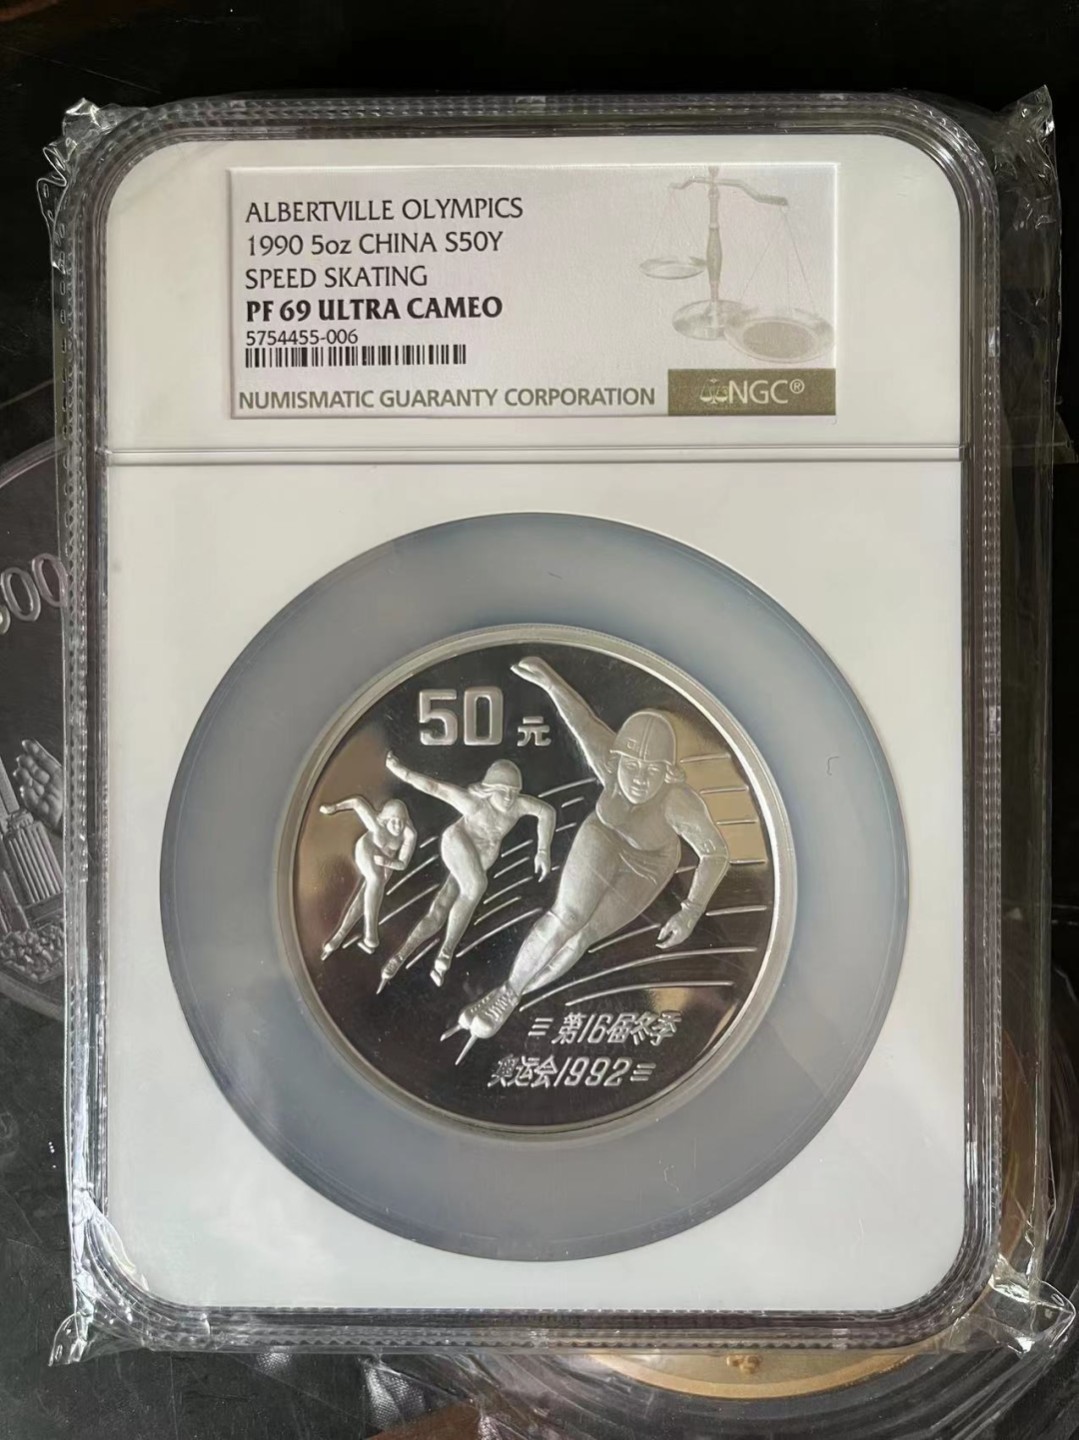 ALBERTVILLE OLYMPICS
1990 5oz CHINA S50Y
SPEED SKATING
PF 69 ULTRA CAMEO
5754455-006
NUMISMATIC GUARANTY CORPORATION NGC®
50元
第16届冬季
奥运会1992
00